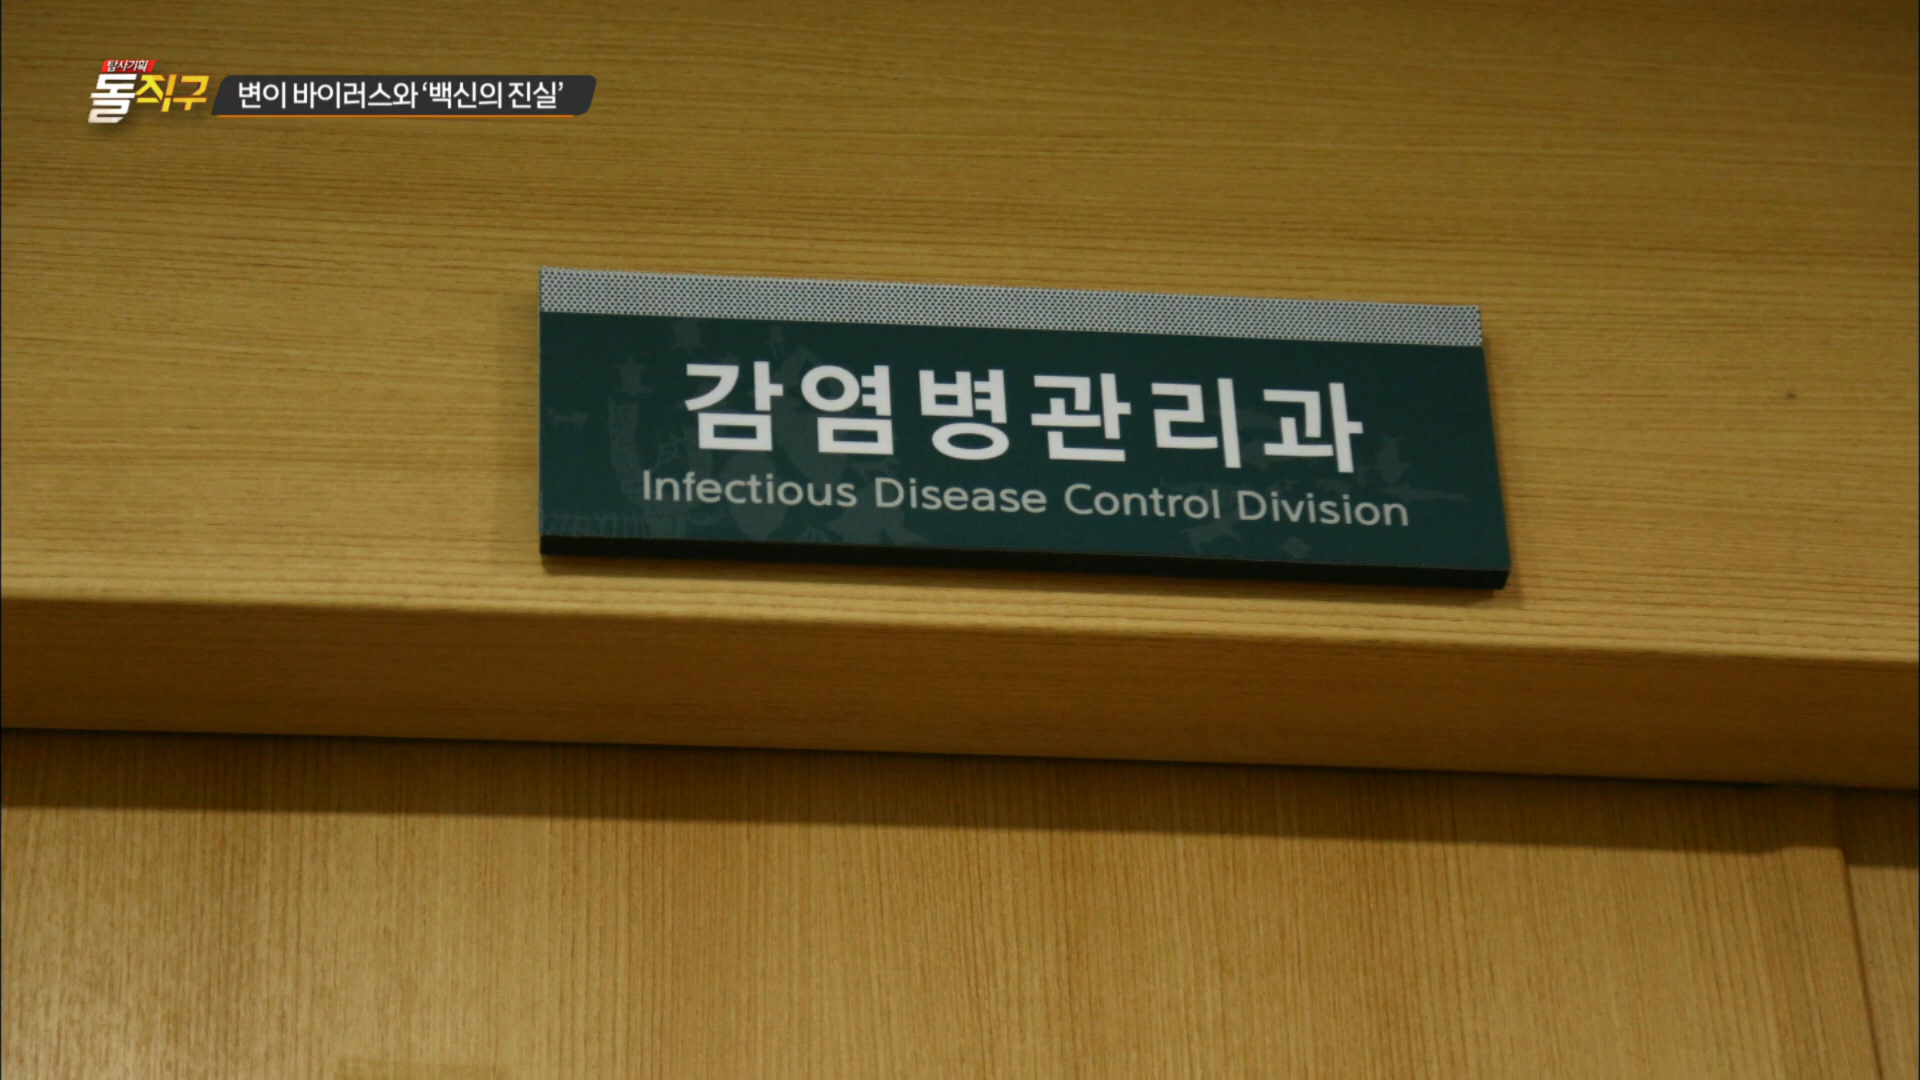 탐사기획
돌직구
변이 바이러스와 ‘백신의 진실’
감염병관리과
Infectious Disease Control Division